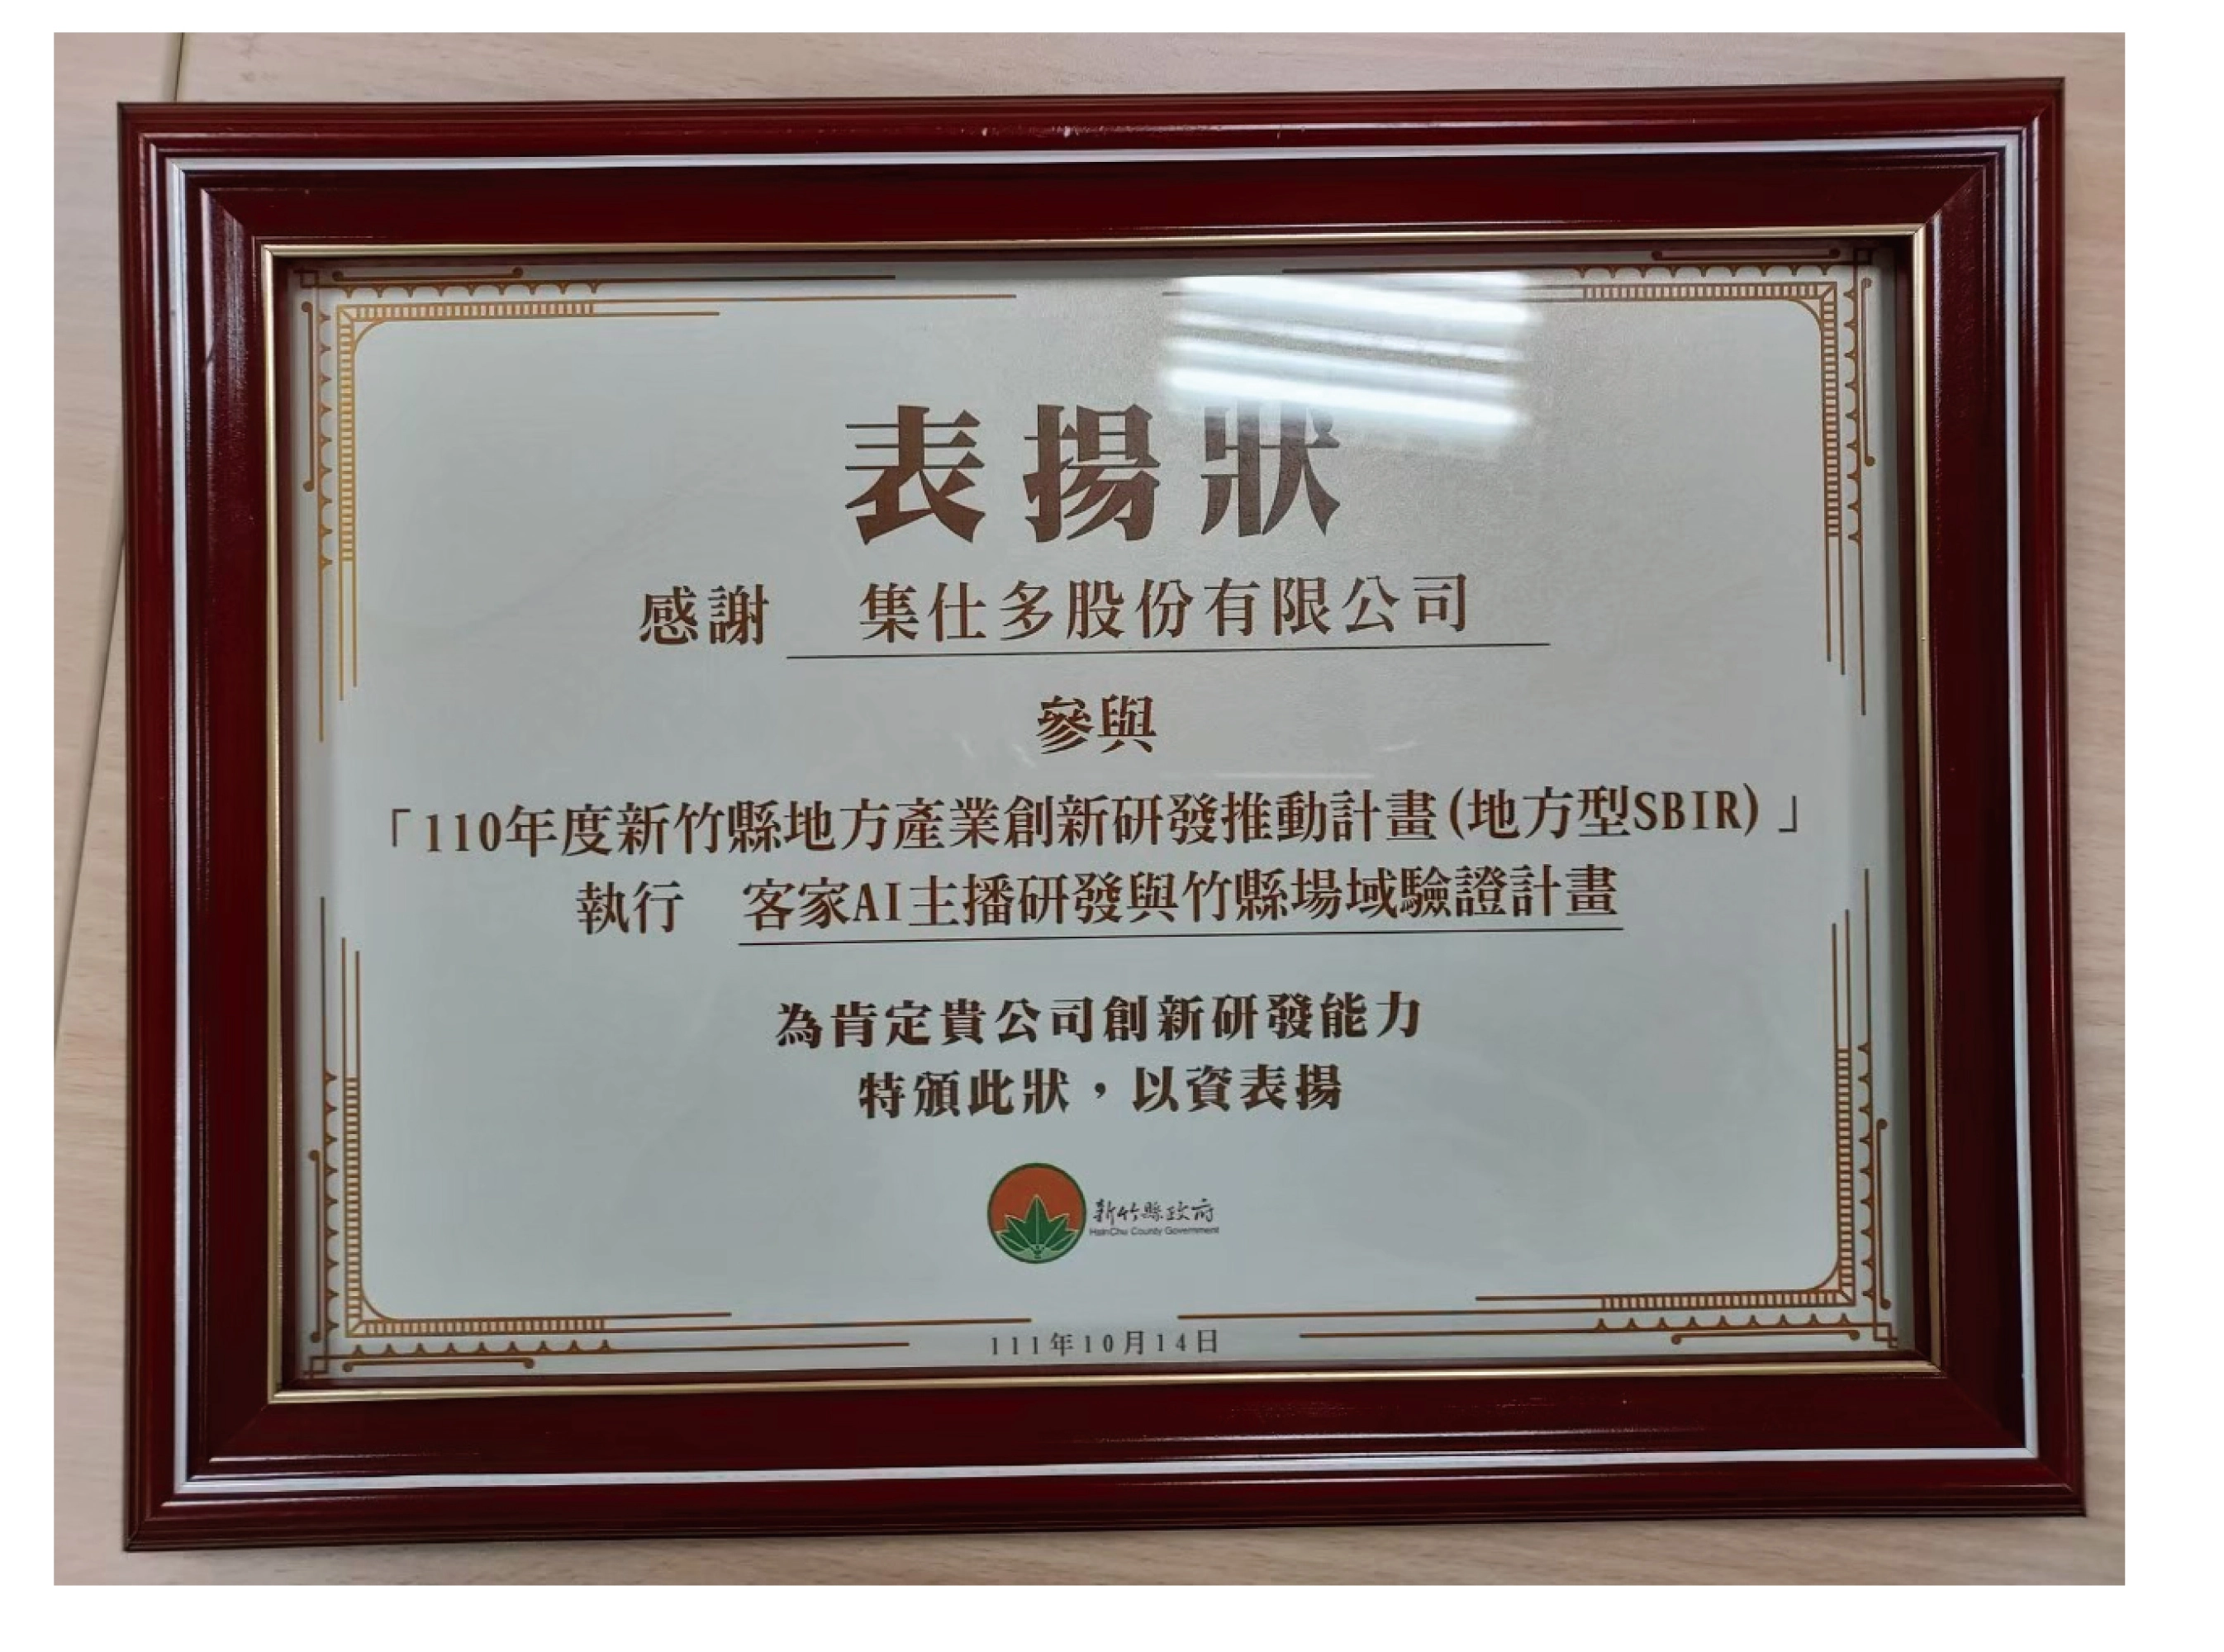 表揚狀
感謝 集仕多股份有限公司
參與
「110年度新竹縣地方產業創新研發推動計畫(地方型SBIR)」
執行 客家AI主播研發與竹縣場域驗證計畫
為肯定貴公司創新研發能力
特頒此狀，以資表揚
新竹縣政府
HsinChu County Government
111年10月14日